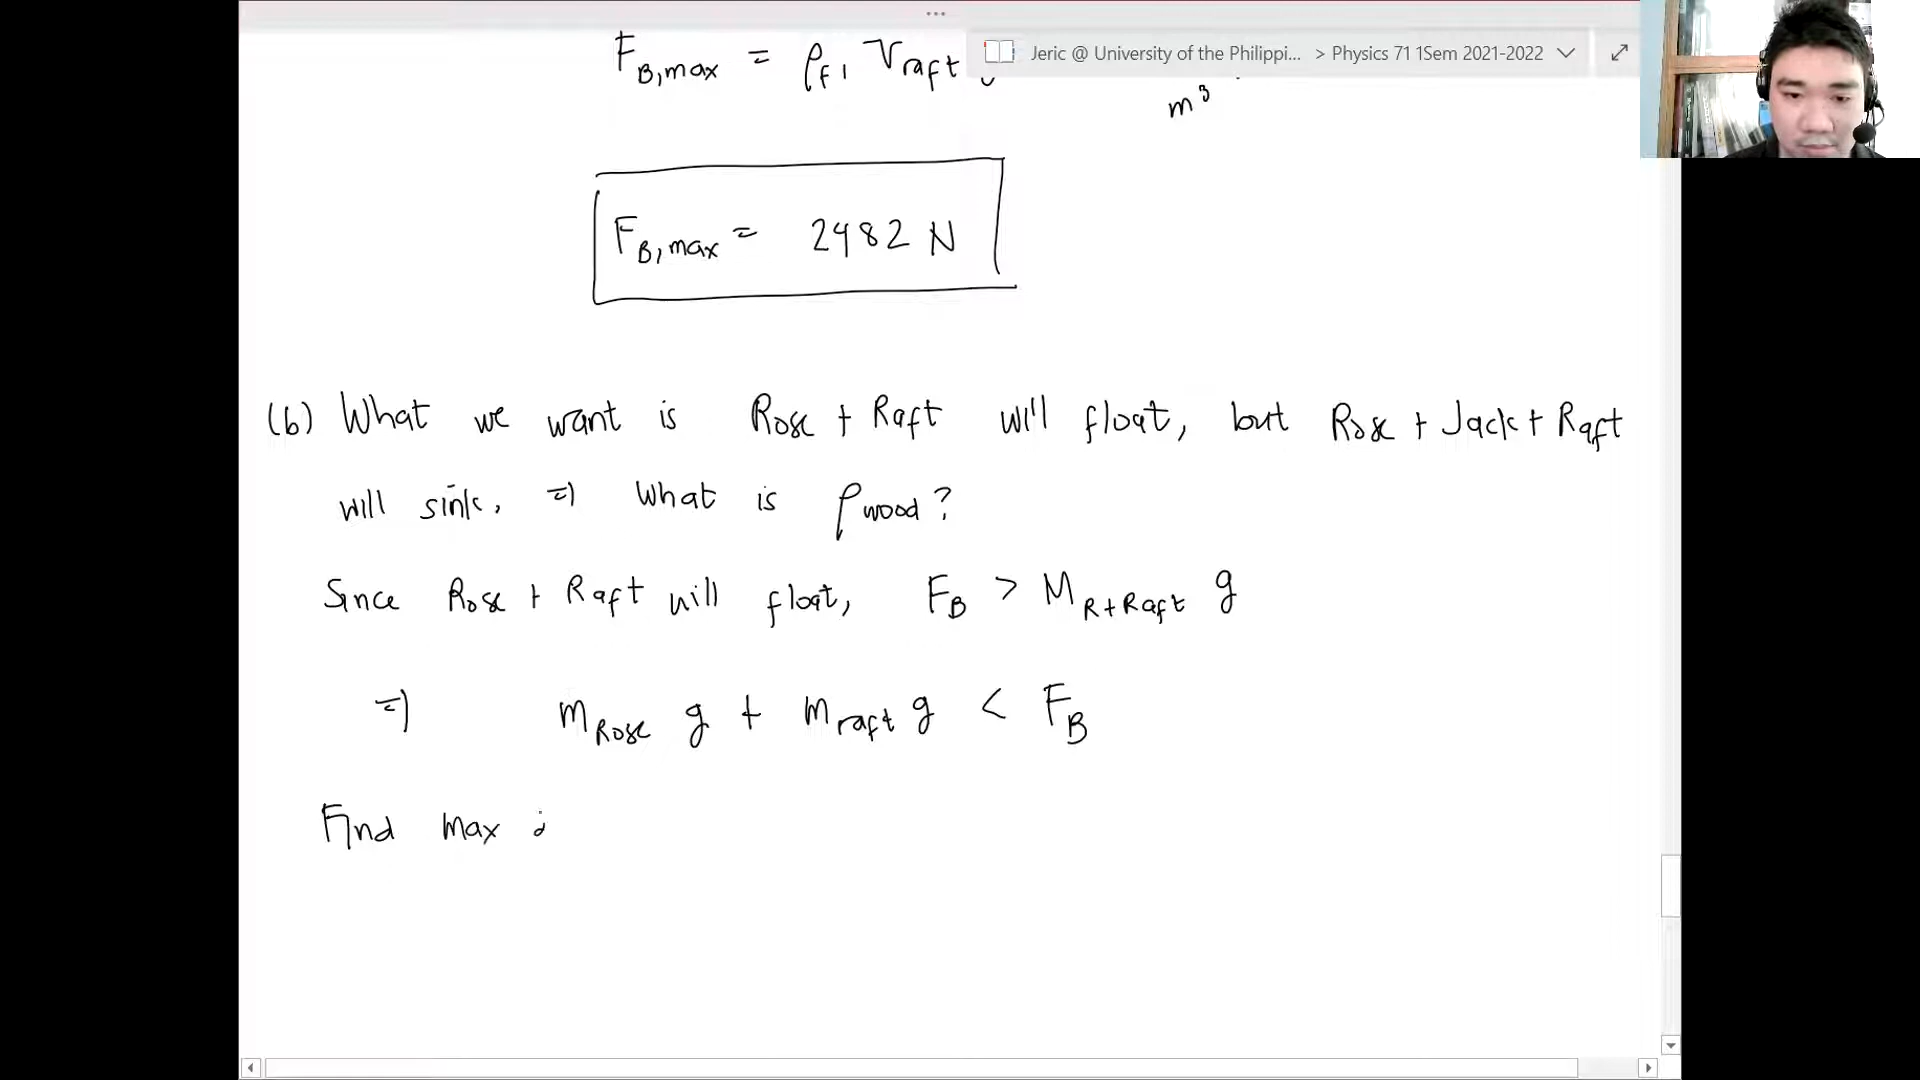 F_B,max = ρ_fl V_raft
Jeric @ University of the Philippi... > Physics 71 1Sem 2021-2022
m³
F_B,max = 2482 N
(b) What we want is Rose + Raft will float, but Rose + Jack + Raft
will sink. ⇒ What is ρ_wood?
Since Rose + Raft will float, F_B > M_R+Raft g
⇒ m_Rose g + m_raft g < F_B
Find max